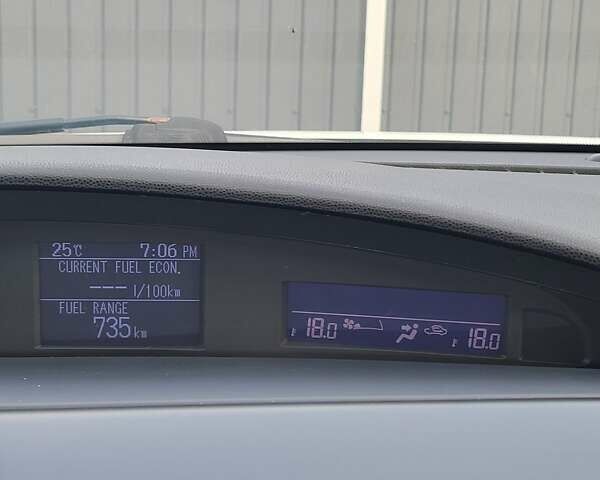 25°C 7:06 PM
CURRENT FUEL ECON.
--- l/100km
FUEL RANGE
735 km
18.0 18.0